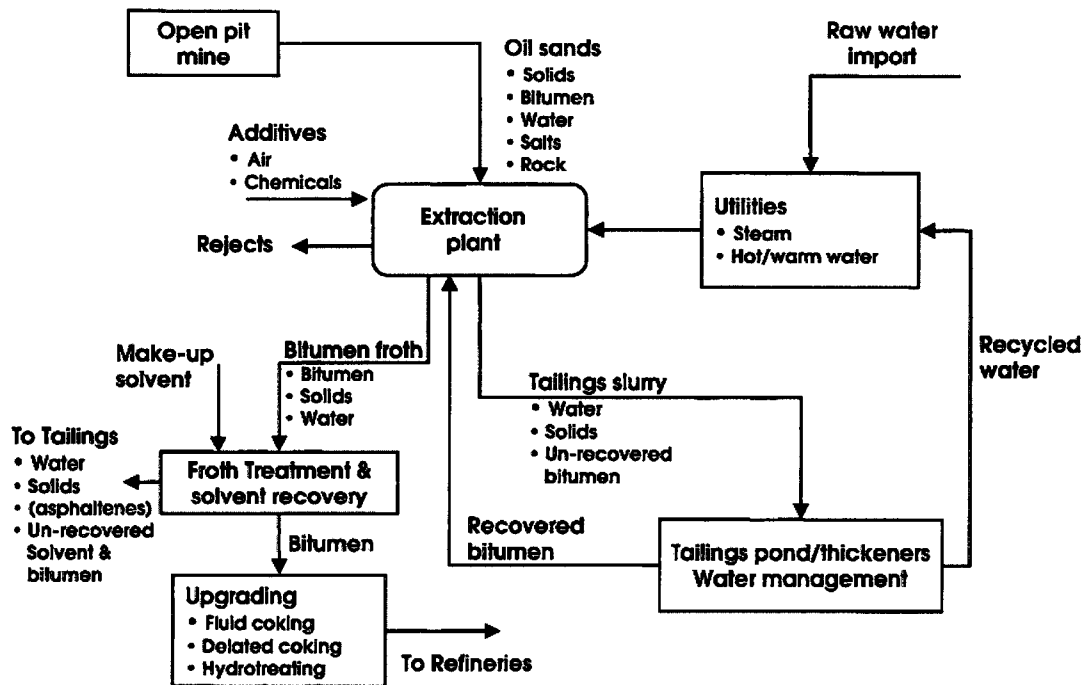 Open pit
mine
Oil sands
• Solids
• Bitumen
• Water
• Salts
• Rock
Raw water
import
Additives
• Air
• Chemicals
Extraction
plant
Utilities
• Steam
• Hot/warm water
Rejects
Make-up
solvent
Bitumen froth
• Bitumen
• Solids
• Water
Tailings slurry
• Water
• Solids
• Un-recovered
bitumen
Recycled
water
To Tailings
• Water
• Solids
• (asphaltenes)
• Un-recovered
Solvent &
bitumen
Froth Treatment &
solvent recovery
Bitumen
Recovered
bitumen
Tailings pond/thickeners
Water management
Upgrading
• Fluid coking
• Delated coking
• Hydrotreating
To Refineries